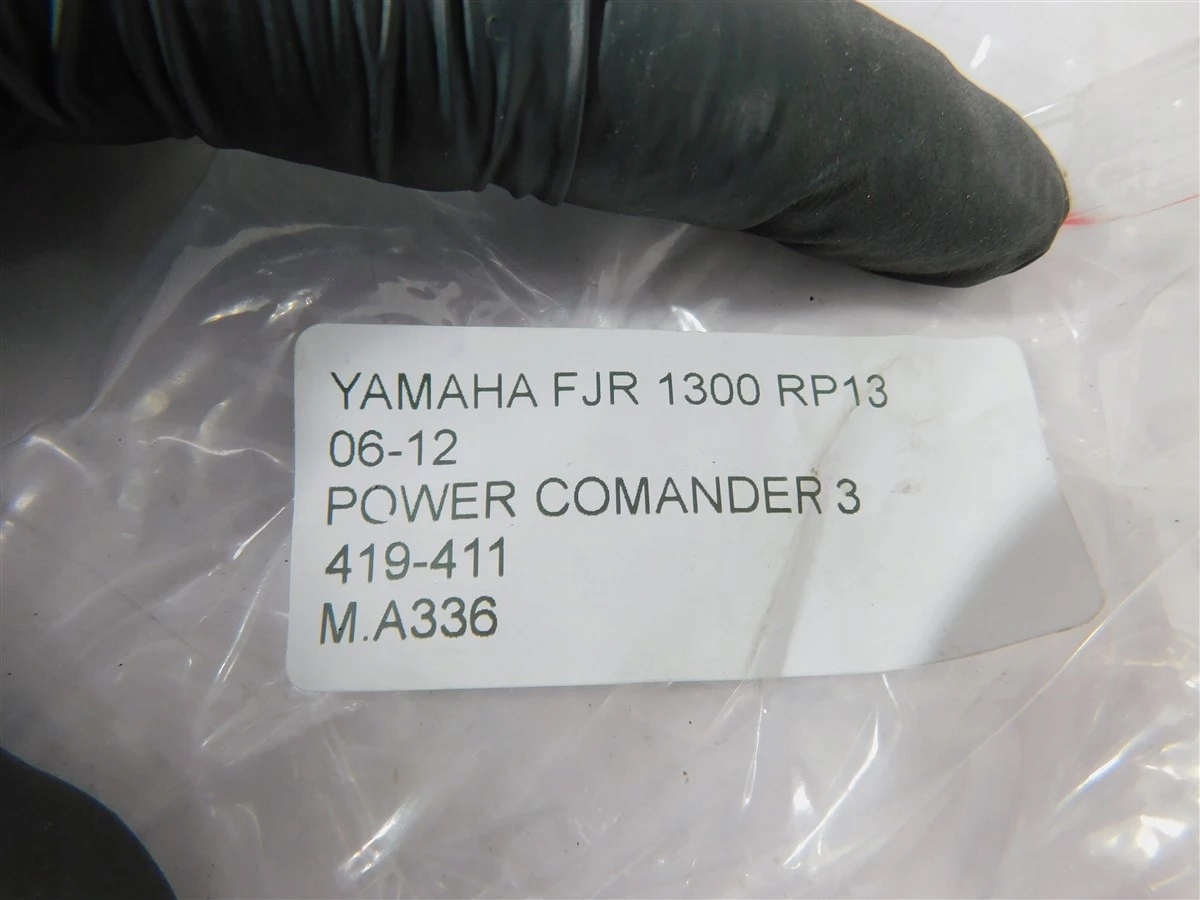 YAMAHA FJR 1300 RP13
06-12
POWER COMANDER 3
419-411
M.A336